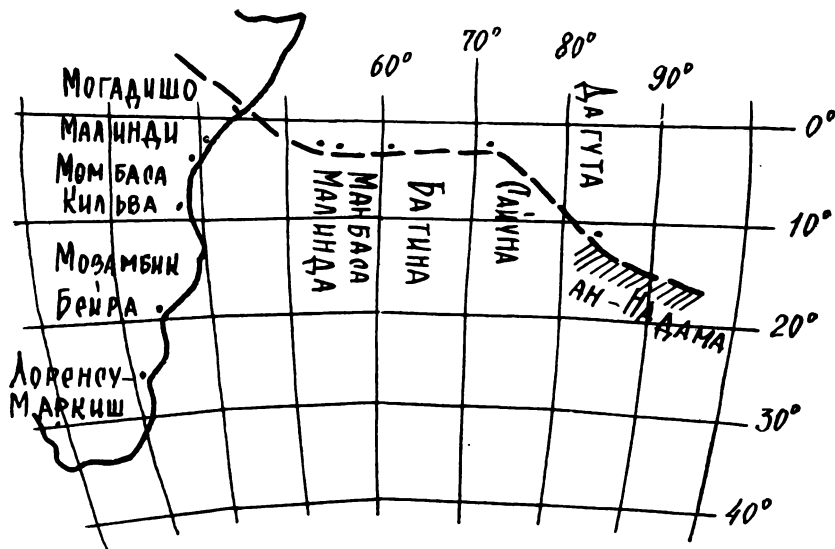 60°
70°
80°
90°
Могадишо
Малинди
Момбаса
Кильва
Мозамбик
Бейра
Лоренсу-
Маркиш
Малинда
Манбаса
Батина
Сайуна
Дагута
ан-Надама
0°
10°
20°
30°
40°